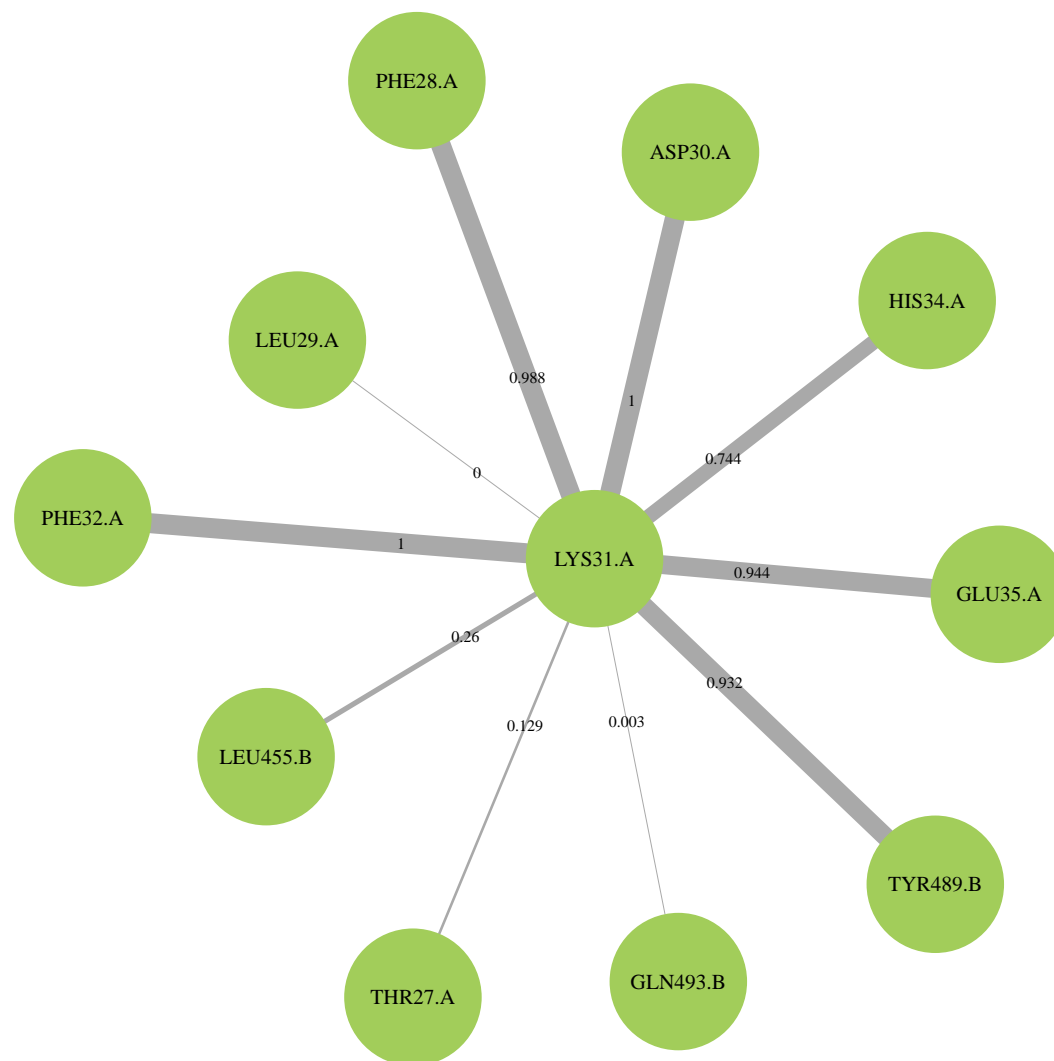 PHE28.A
ASP30.A
HIS34.A
LEU29.A
0.988
1
0.744
0
PHE32.A
1
LYS31.A
0.944
GLU35.A
0.26
0.932
0.129
0.003
LEU455.B
TYR489.B
THR27.A
GLN493.B